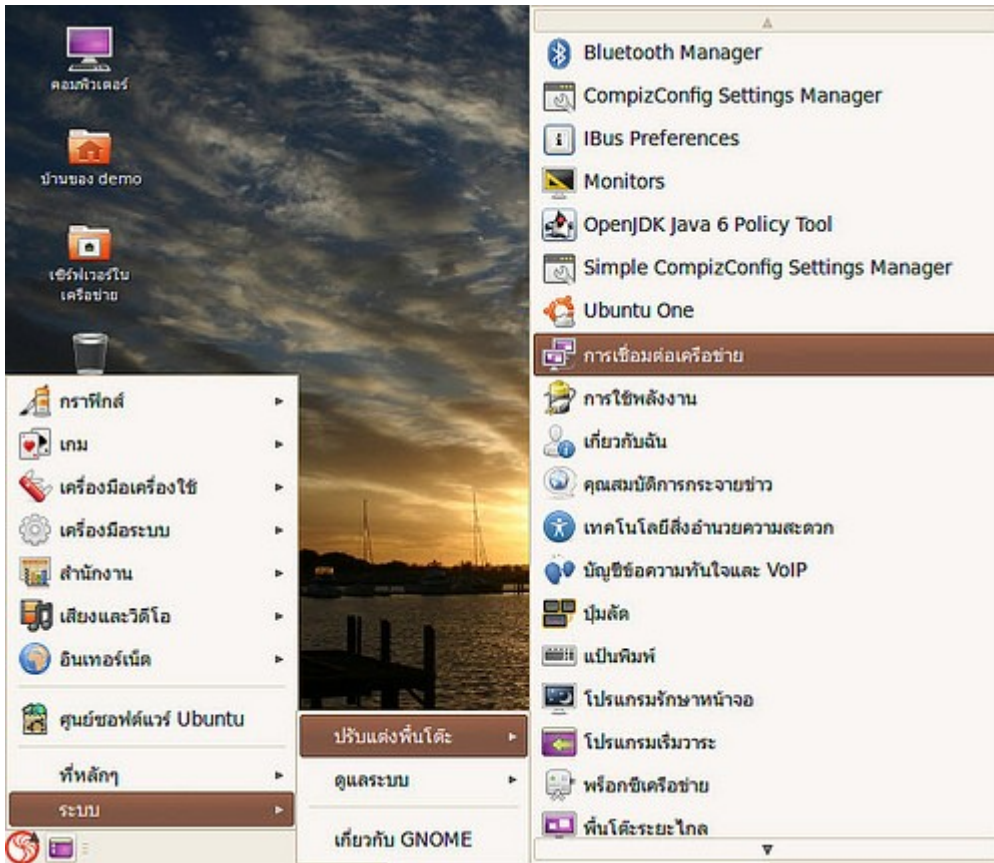 คอมพิวเตอร์
บ้านของ demo
เซิร์ฟเวอร์ใน
เครือข่าย
กราฟิกส์
เกม
เครื่องมือเครื่องใช้
เครื่องมือระบบ
สำนักงาน
เสียงและวิดีโอ
อินเทอร์เน็ต
ศูนย์ซอฟต์แวร์ Ubuntu
ที่หลักๆ
ระบบ
ปรับแต่งพื้นโต๊ะ
ดูแลระบบ
เกี่ยวกับ GNOME
Bluetooth Manager
CompizConfig Settings Manager
IBus Preferences
Monitors
OpenJDK Java 6 Policy Tool
Simple CompizConfig Settings Manager
Ubuntu One
การเชื่อมต่อเครือข่าย
การใช้พลังงาน
เกี่ยวกับฉัน
คุณสมบัติการกระจายข่าว
เทคโนโลยีสิ่งอำนวยความสะดวก
บัญชีข้อความทันใจและ VoIP
ปุ่มลัด
แป้นพิมพ์
โปรแกรมรักษาหน้าจอ
โปรแกรมเริ่มวาระ
พร็อกซีเครือข่าย
พื้นโต๊ะระยะไกล